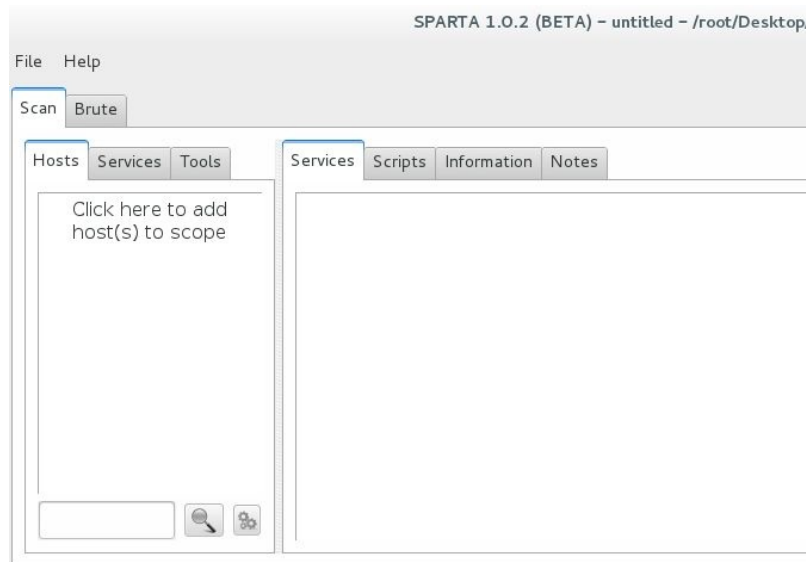 SPARTA 1.0.2 (BETA) – untitled – /root/Desktop/
File Help
Scan Brute
Hosts Services Tools
Services Scripts Information Notes
Click here to add
host(s) to scope